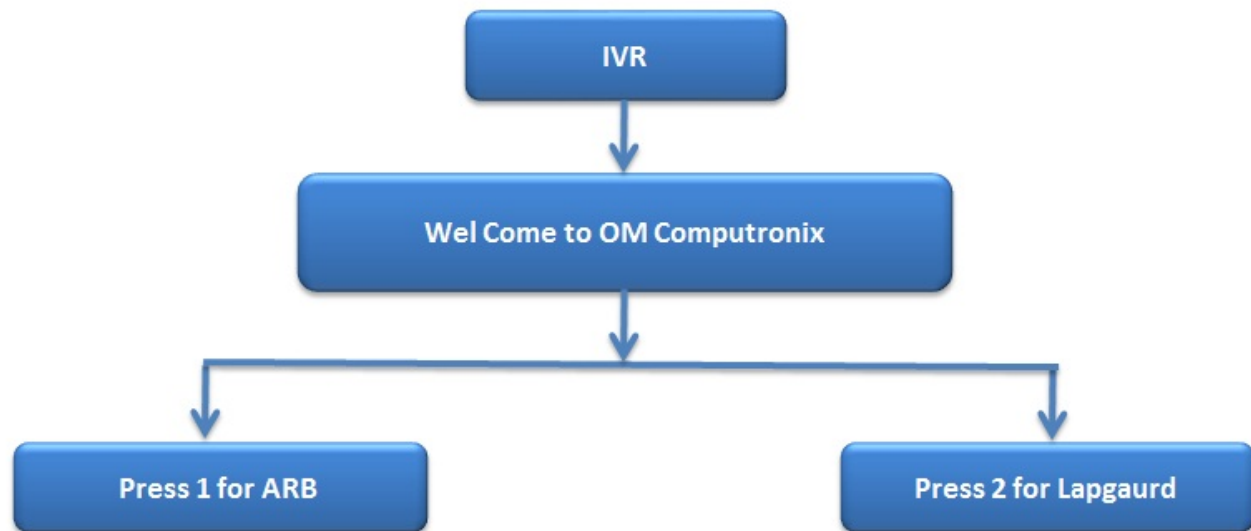 IVR
Wel Come to OM Computronix
Press 1 for ARB
Press 2 for Lapgaurd